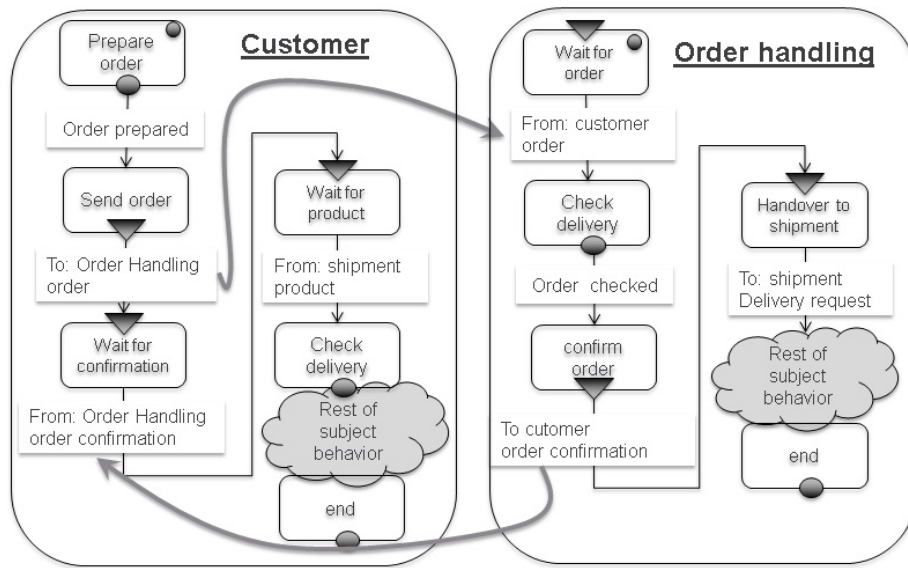 Customer
Prepare
order
Order prepared
Send order
To: Order Handling
order
Wait for
confirmation
From: Order Handling
order confirmation
Wait for
product
From: shipment
product
Check
delivery
Rest of
subject
behavior
end
Order handling
Wait for
order
From: customer
order
Check
delivery
Order checked
confirm
order
To cutomer
order confirmation
Handover to
shipment
To: shipment
Delivery request
Rest of
subject
behavior
end